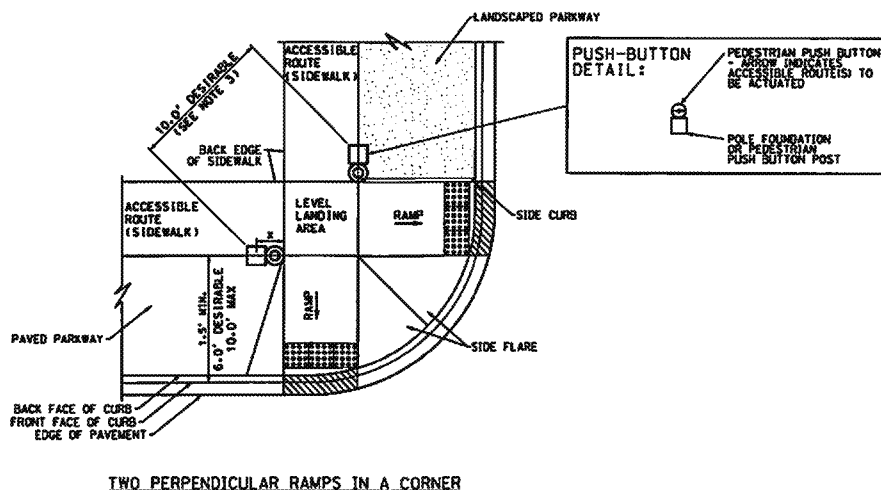 LANDSCAPED PARKWAY
ACCESSIBLE
ROUTE
(SIDEWALK)
10.0' DESIRABLE
(SEE NOTE 3)
PUSH-BUTTON
DETAIL:
PEDESTRIAN PUSH BUTTON
- ARROW INDICATES
ACCESSIBLE ROUTE(S) TO
BE ACTUATED
POLE FOUNDATION
OR PEDESTRIAN
PUSH BUTTON POST
BACK EDGE
OF SIDEWALK
ACCESSIBLE
ROUTE
(SIDEWALK)
X
LEVEL
LANDING
AREA
RAMP
SIDE CURB
1.5' MIN.
6.0' DESIRABLE
10.0' MAX
RAMP
PAVED PARKWAY
SIDE FLARE
BACK FACE OF CURB
FRONT FACE OF CURB
EDGE OF PAVEMENT
TWO PERPENDICULAR RAMPS IN A CORNER